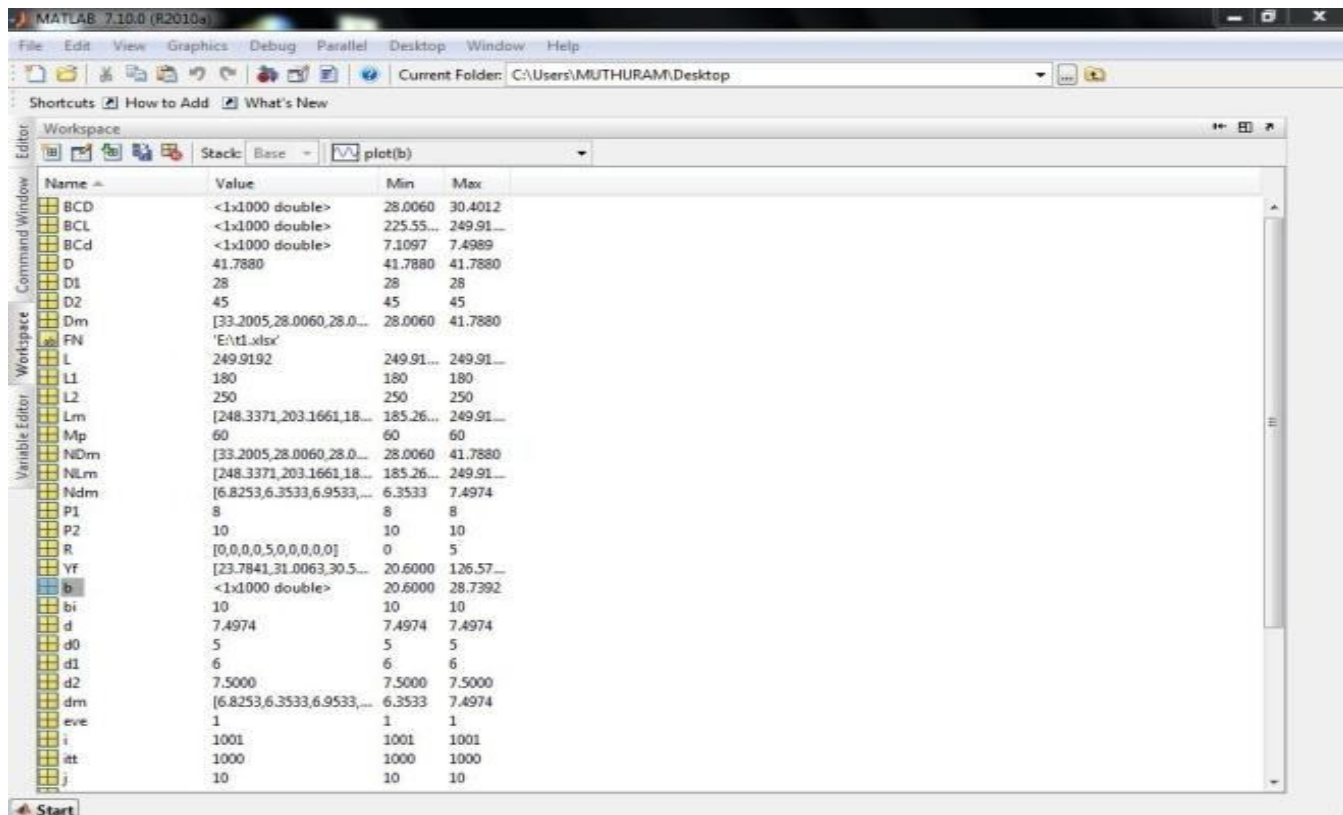 MATLAB 7.10.0 (R2010a)
File Edit View Graphics Debug Parallel Desktop Window Help
Current Folder: C:\Users\MUTHURAM\Desktop
Shortcuts How to Add What's New
Editor
Command Window
Workspace
Variable Editor
Workspace
Stack: Base plot(b)
Name Value Min Max
BCD <1x1000 double> 28.0060 30.4012
BCL <1x1000 double> 225.55... 249.91...
BCd <1x1000 double> 7.1097 7.4989
D 41.7880 41.7880 41.7880
D1 28 28 28
D2 45 45 45
Dm [33.2005,28.0060,28.0... 28.0060 41.7880
ab FN 'E:\t1.xlsx'
L 249.9192 249.91... 249.91...
L1 180 180 180
L2 250 250 250
Lm [248.3371,203.1661,18... 185.26... 249.91...
Mp 60 60 60
NDm [33.2005,28.0060,28.0... 28.0060 41.7880
NLm [248.3371,203.1661,18... 185.26... 249.91...
Ndm [6.8253,6.3533,6.9533,... 6.3533 7.4974
P1 8 8 8
P2 10 10 10
R [0,0,0,0,5,0,0,0,0,0] 0 5
Yf [23.7841,31.0063,30.5... 20.6000 126.57...
b <1x1000 double> 20.6000 28.7392
bi 10 10 10
d 7.4974 7.4974 7.4974
d0 5 5 5
d1 6 6 6
d2 7.5000 7.5000 7.5000
dm [6.8253,6.3533,6.9533,... 6.3533 7.4974
eve 1 1 1
i 1001 1001 1001
itt 1000 1000 1000
j 10 10 10
Start